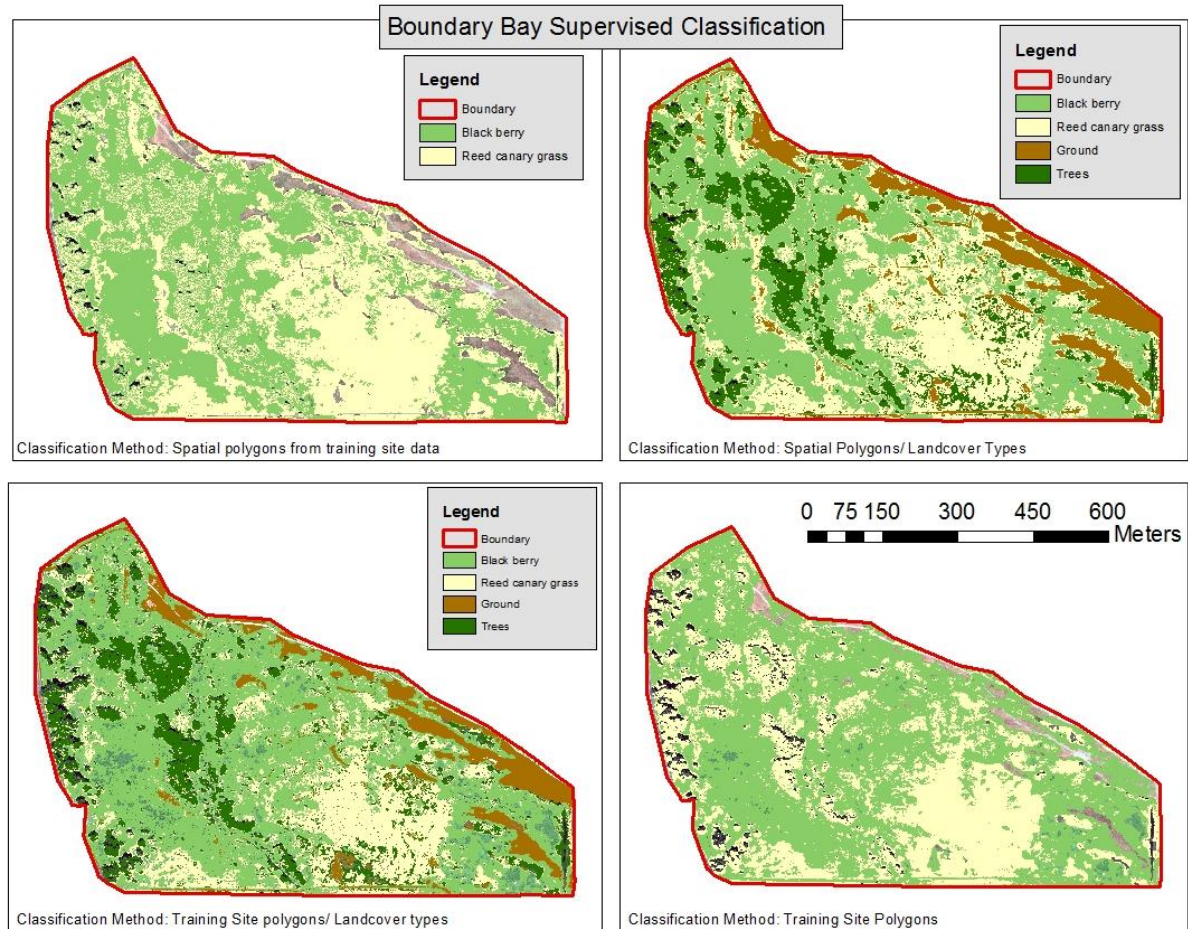 Boundary Bay Supervised Classification
Legend
Boundary
Black berry
Reed canary grass
Classification Method: Spatial polygons from training site data
Legend
Boundary
Black berry
Reed canary grass
Ground
Trees
Classification Method: Spatial Polygons/ Landcover Types
Legend
Boundary
Black berry
Reed canary grass
Ground
Trees
Classification Method: Training Site polygons/ Landcover types
0 75 150 300 450 600
Meters
Classification Method: Training Site Polygons